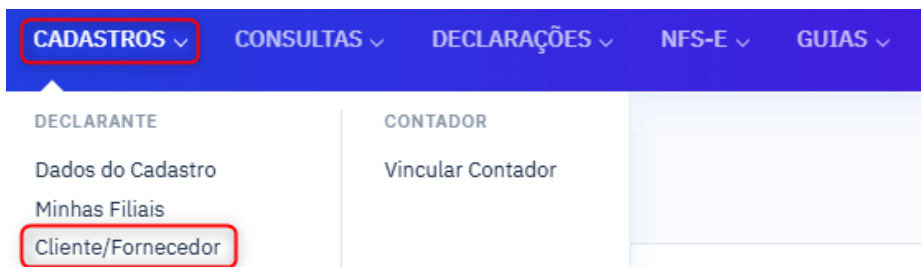 CADASTROS CONSULTAS DECLARAÇÕES NFS-E GUIAS
DECLARANTE
Dados do Cadastro
Minhas Filiais
Cliente/Fornecedor
CONTADOR
Vincular Contador